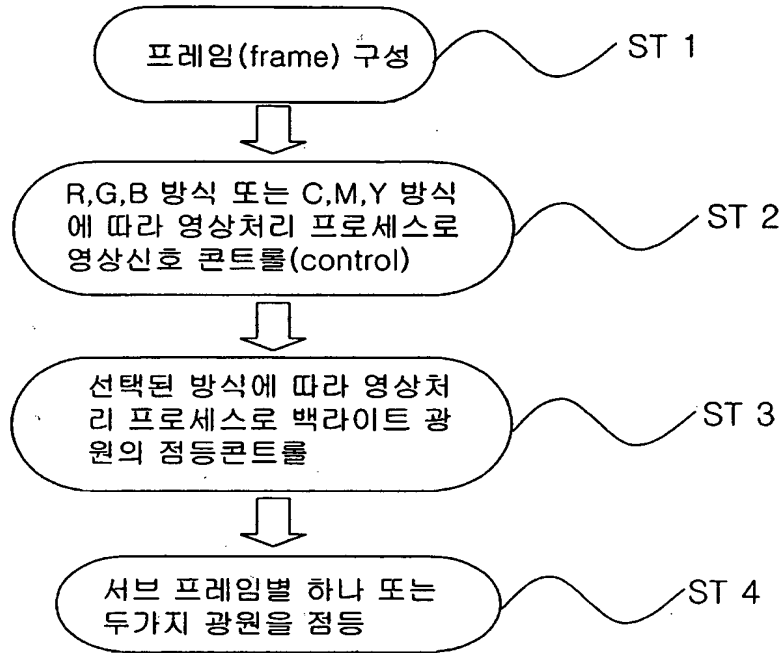 프레임(frame) 구성
ST 1
R,G,B 방식 또는 C,M,Y 방식
에 따라 영상처리 프로세스로
영상신호 콘트롤(control)
ST 2
선택된 방식에 따라 영상처
리 프로세스로 백라이트 광
원의 점등콘트롤
ST 3
서브 프레임별 하나 또는
두가지 광원을 점등
ST 4